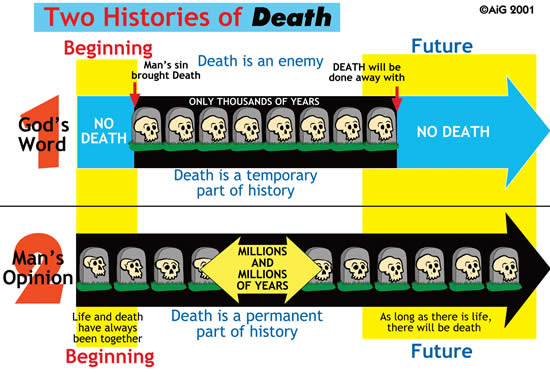 Two Histories of Death
©AiG 2001
Beginning
Future
Man's sin
brought Death
Death is an enemy
DEATH will be
done away with
1
God's
Word
NO
DEATH
ONLY THOUSANDS OF YEARS
NO DEATH
Death is a temporary
part of history
2
Man's
Opinion
MILLIONS
AND
MILLIONS
OF YEARS
Life and death
have always
been together
Death is a permanent
part of history
As long as there is life,
there will be death
Beginning
Future